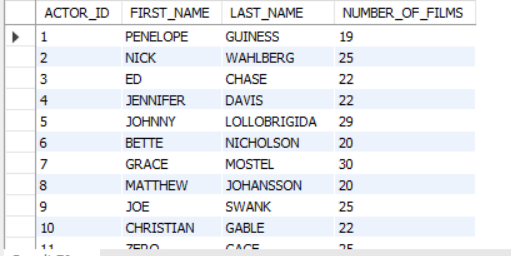 ACTOR_ID FIRST_NAME LAST_NAME NUMBER_OF_FILMS
1 PENELOPE GUINESS 19
2 NICK WAHLBERG 25
3 ED CHASE 22
4 JENNIFER DAVIS 22
5 JOHNNY LOLLOBRIGIDA 29
6 BETTE NICHOLSON 20
7 GRACE MOSTEL 30
8 MATTHEW JOHANSSON 20
9 JOE SWANK 25
10 CHRISTIAN GABLE 22
11 ZERO CAGE 25